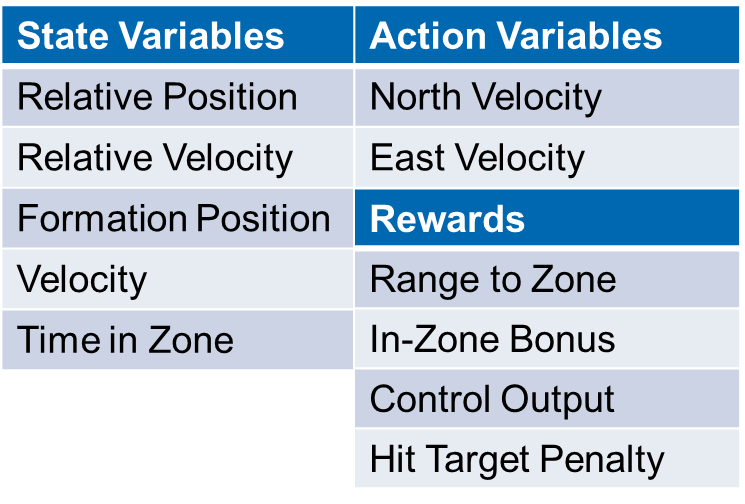 State Variables
Action Variables
Relative Position
North Velocity
Relative Velocity
East Velocity
Formation Position
Rewards
Velocity
Range to Zone
Time in Zone
In-Zone Bonus
Control Output
Hit Target Penalty